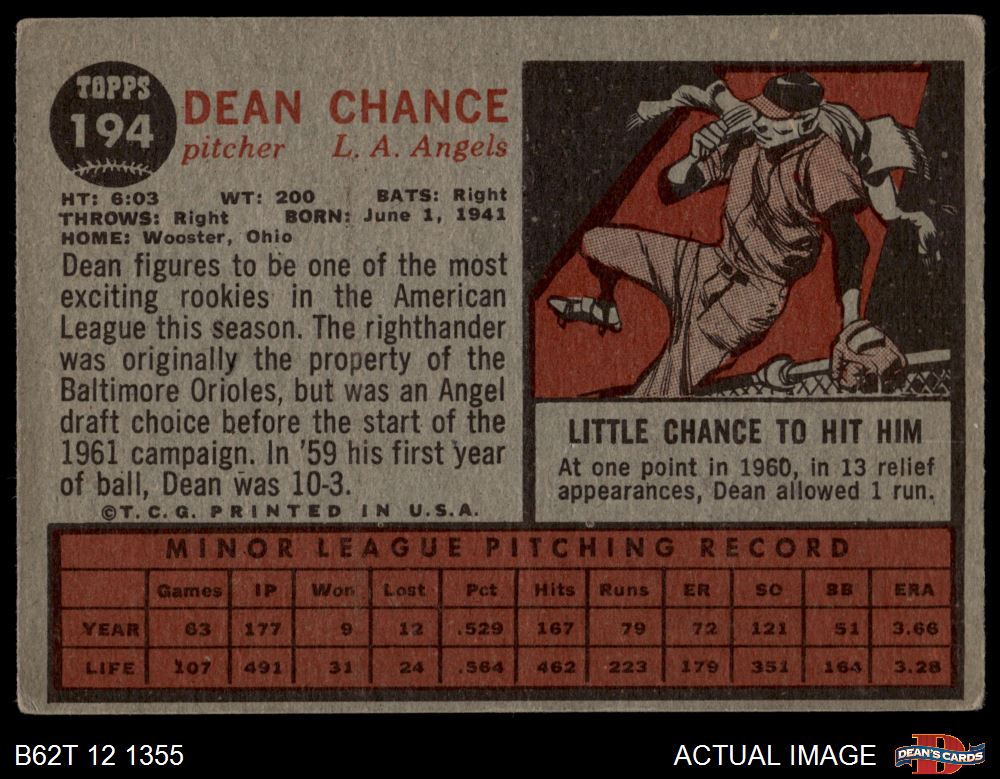 TOPPS
194
DEAN CHANCE
pitcher L. A. Angels
HT: 6:03 WT: 200 BATS: Right
THROWS: Right BORN: June 1, 1941
HOME: Wooster, Ohio
Dean figures to be one of the most
exciting rookies in the American
League this season. The righthander
was originally the property of the
Baltimore Orioles, but was an Angel
draft choice before the start of the
1961 campaign. In '59 his first year
of ball, Dean was 10-3.
©T.C.G. PRINTED IN U.S.A.
LITTLE CHANCE TO HIT HIM
At one point in 1960, in 13 relief
appearances, Dean allowed 1 run.
MINOR LEAGUE PITCHING RECORD
Games IP Won Lost Pct Hits Runs ER SO BB ERA
YEAR 63 177 9 12 .529 167 79 72 121 51 3.66
LIFE 107 491 31 24 .564 462 223 179 351 164 3.28
B62T 12 1355
ACTUAL IMAGE
DEAN'S CARDS